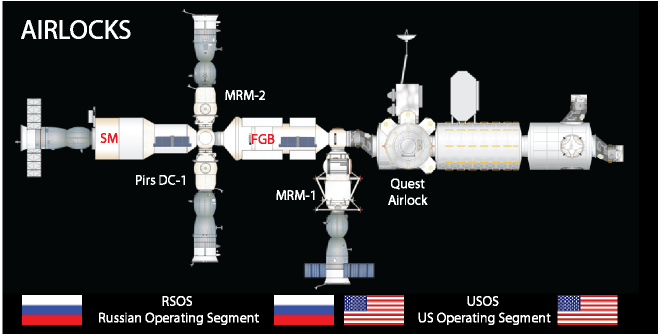 AIRLOCKS
MRM-2
SM
FGB
Pirs DC-1
MRM-1
Quest
Airlock
RSOS
Russian Operating Segment
USOS
US Operating Segment